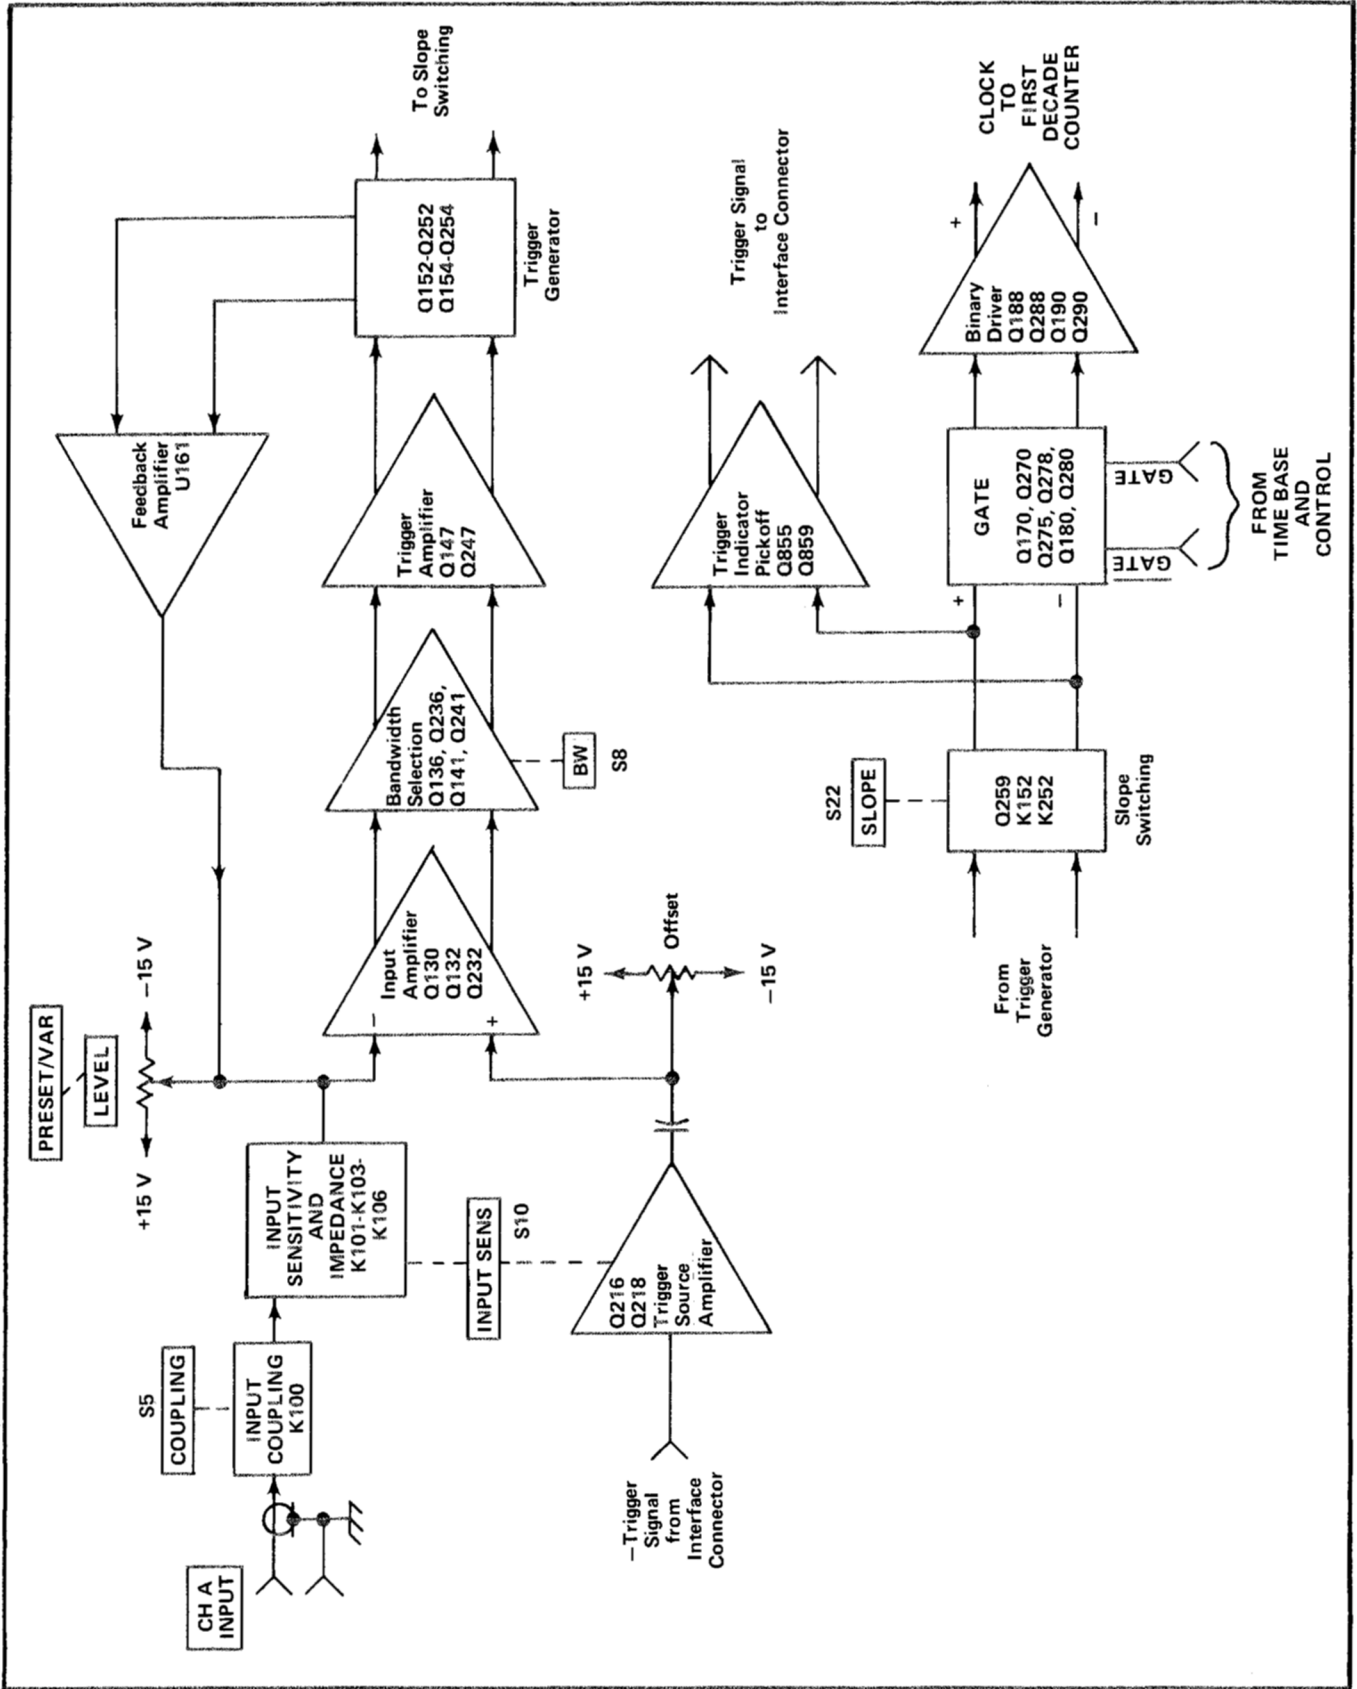 PRESET/VAR
LEVEL
+15 V
−15 V
S5
COUPLING
CH A
INPUT
INPUT
COUPLING
K100
INPUT
SENSITIVITY
AND
IMPEDANCE
K101-K103-
K106
INPUT SENS
S10
Feedback
Amplifier
U161
−
+
Input
Amplifier
Q130
Q132
Q232
Bandwidth
Selection
Q136, Q236,
Q141, Q241
BW
S8
Trigger
Amplifier
Q147
Q247
Q152-Q252
Q154-Q254
Trigger
Generator
To Slope
Switching
−Trigger
Signal
from
Interface
Connector
Q216
Q218
Trigger
Source
Amplifier
+15 V
Offset
−15 V
Trigger
Indicator
Pickoff
Q855
Q859
Trigger Signal
to
Interface Connector
S22
SLOPE
From
Trigger
Generator
Q259
K152
K252
Slope
Switching
+
−
GATE
Q170, Q270
Q275, Q278,
Q180, Q280
GATE
GATE
FROM
TIME BASE
AND
CONTROL
Binary
Driver
Q188
Q288
Q190
Q290
+
−
CLOCK
TO
FIRST
DECADE
COUNTER